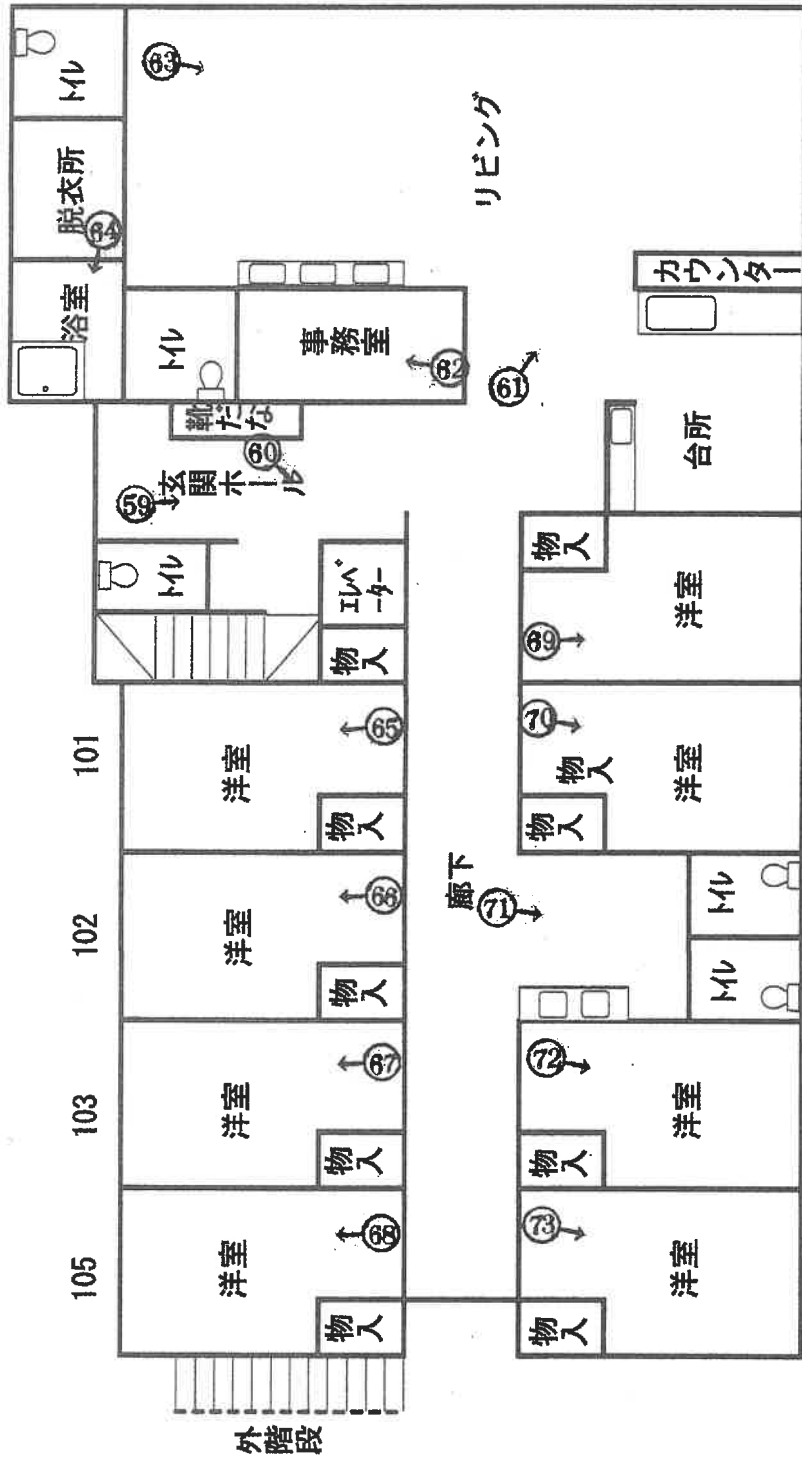 105
103
102
101
外階段
洋室
物入
68
洋室
物入
67
洋室
物入
66
洋室
物入
65
トイレ
物入
エレベーター
59
玄関ホール
60
靴だな
浴室
64
脱衣所
トイレ
トイレ
事務室
62
63
リビング
61
廊下
71
物入
73
洋室
物入
72
洋室
トイレ
トイレ
物入
物入
70
洋室
69
物入
洋室
台所
カウンター